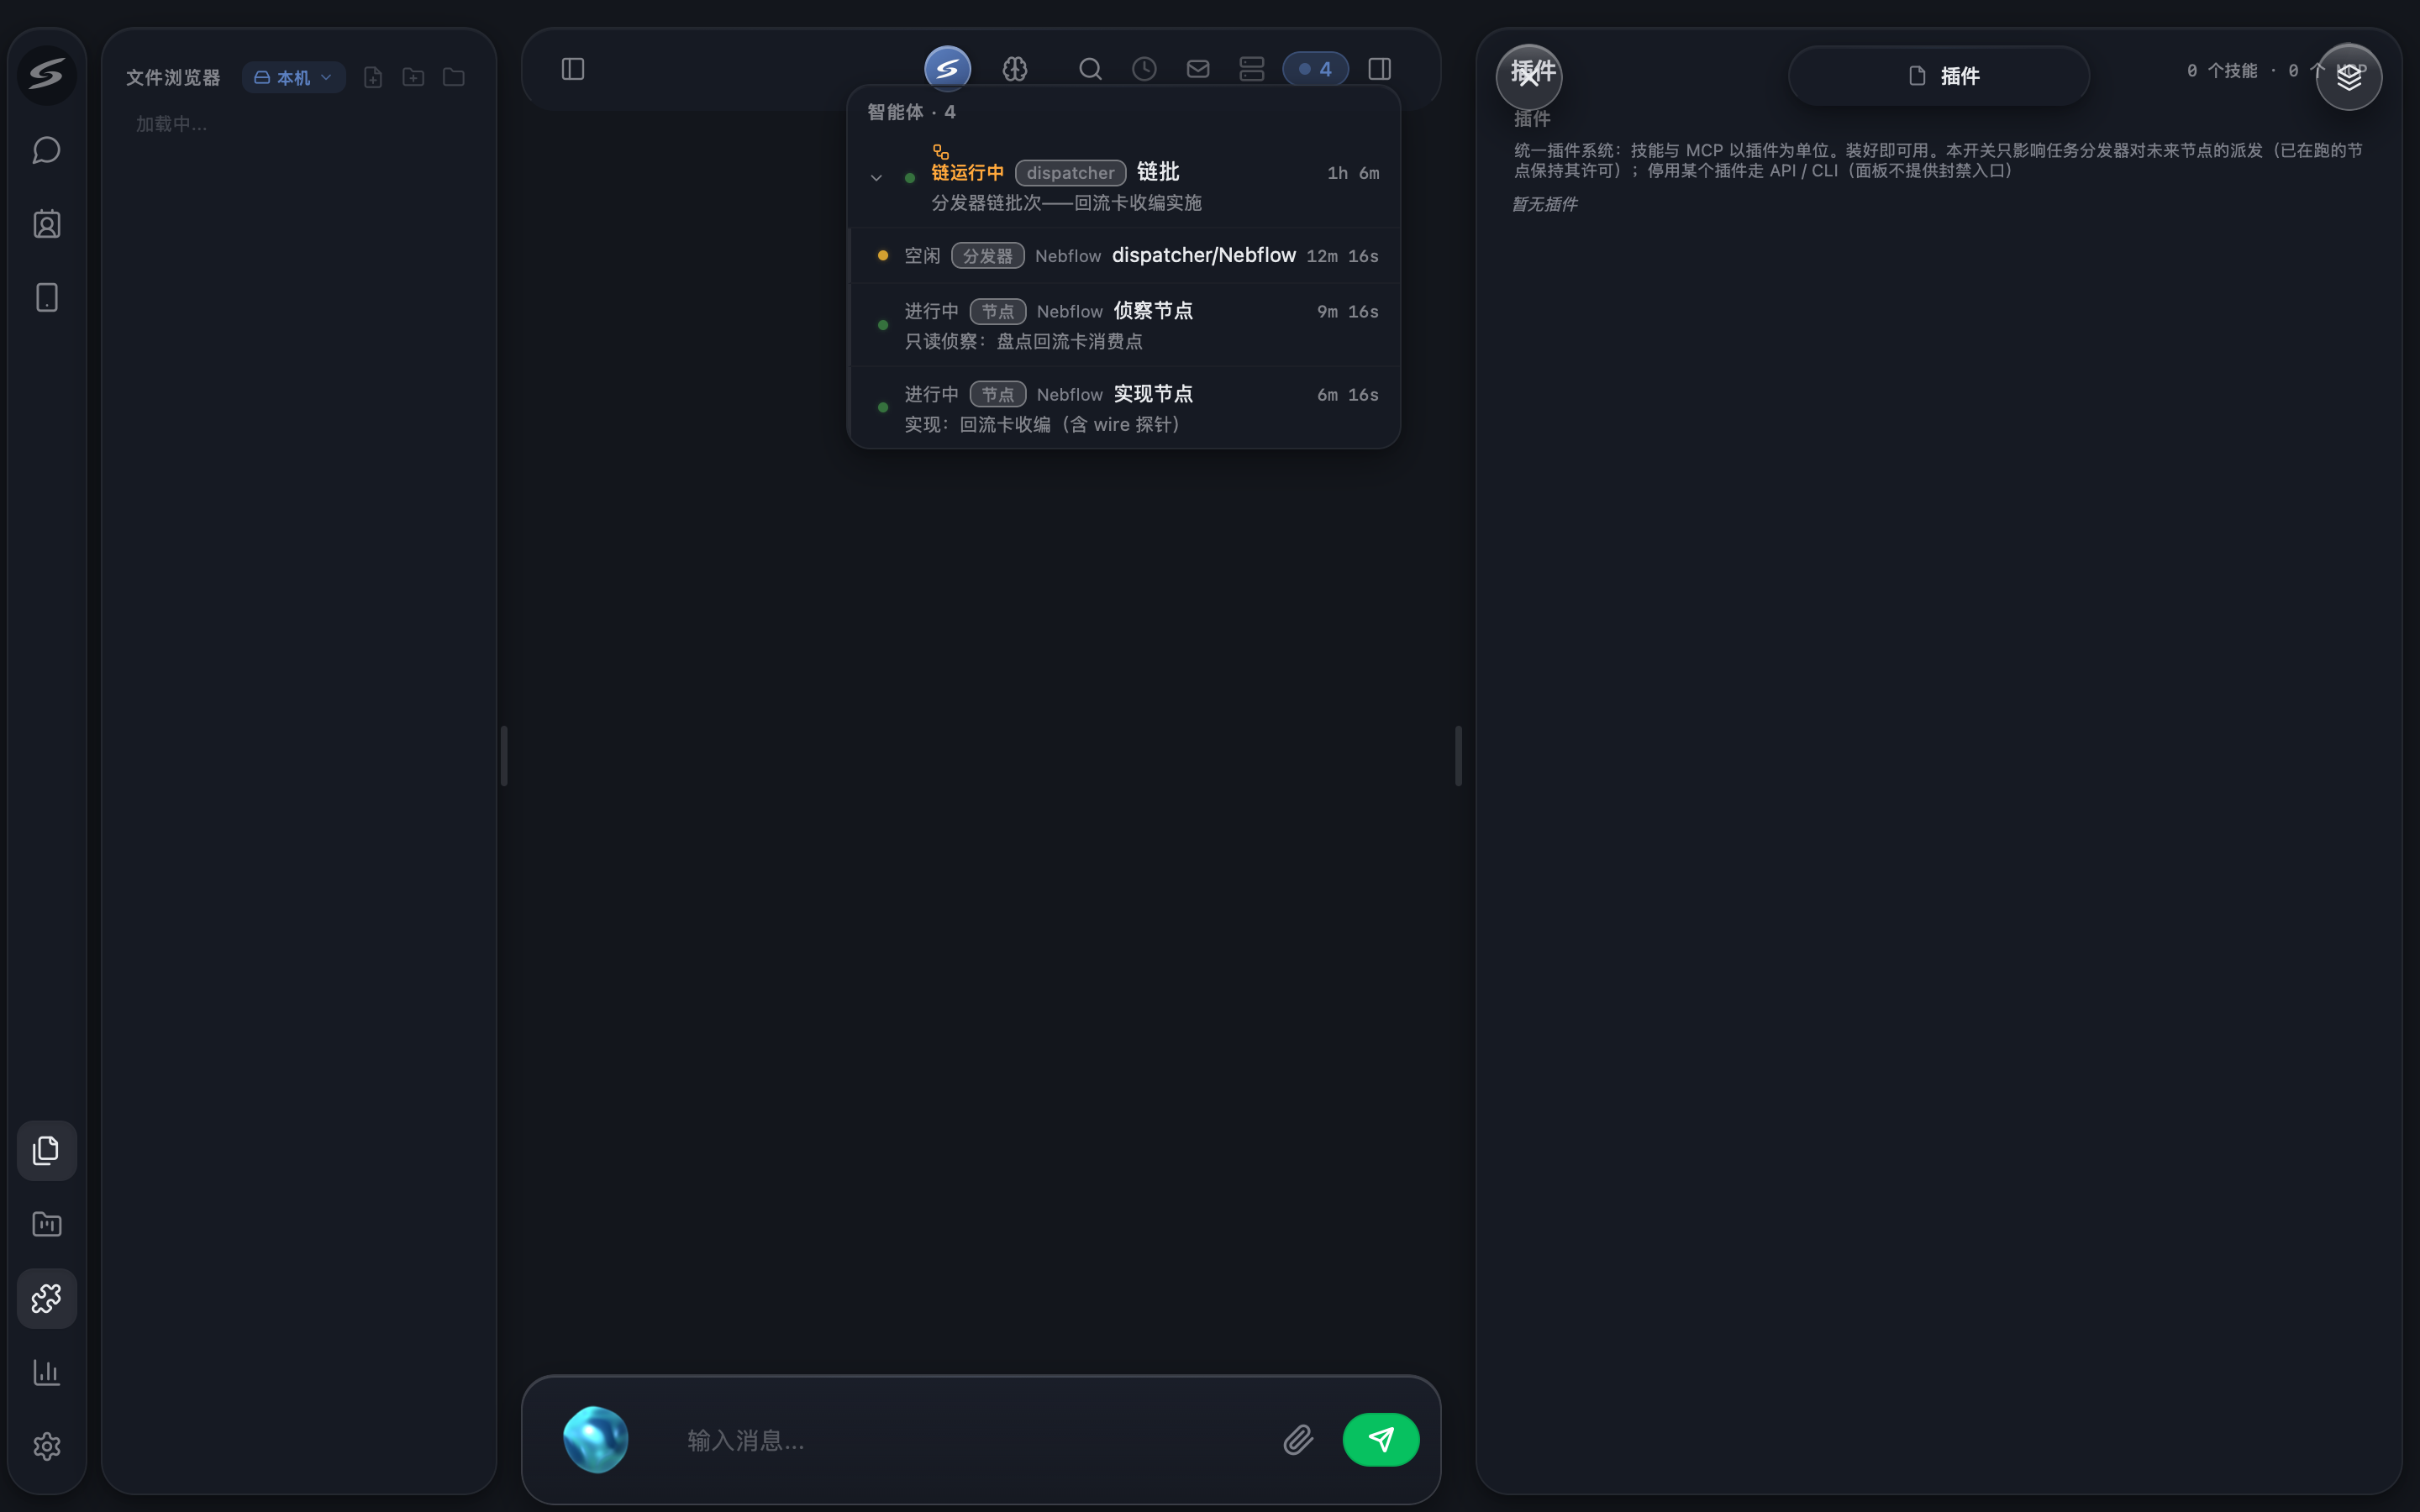 文件浏览器
本机
加载中...
4
智能体 · 4
链运行中 dispatcher 链批 1h 6m
分发器链批次——回流卡收编实施
空闲 分发器 Nebflow dispatcher/Nebflow 12m 16s
进行中 节点 Nebflow 侦察节点 9m 16s
只读侦察：盘点回流卡消费点
进行中 节点 Nebflow 实现节点 6m 16s
实现：回流卡收编（含 wire 探针）
输入消息...
插件
插件
0 个技能 · 0 个 MCP
插件
统一插件系统：技能与 MCP 以插件为单位。装好即可用。本开关只影响任务分发器对未来节点的派发（已在跑的节
点保持其许可）；停用某个插件走 API / CLI（面板不提供封禁入口）
暂无插件